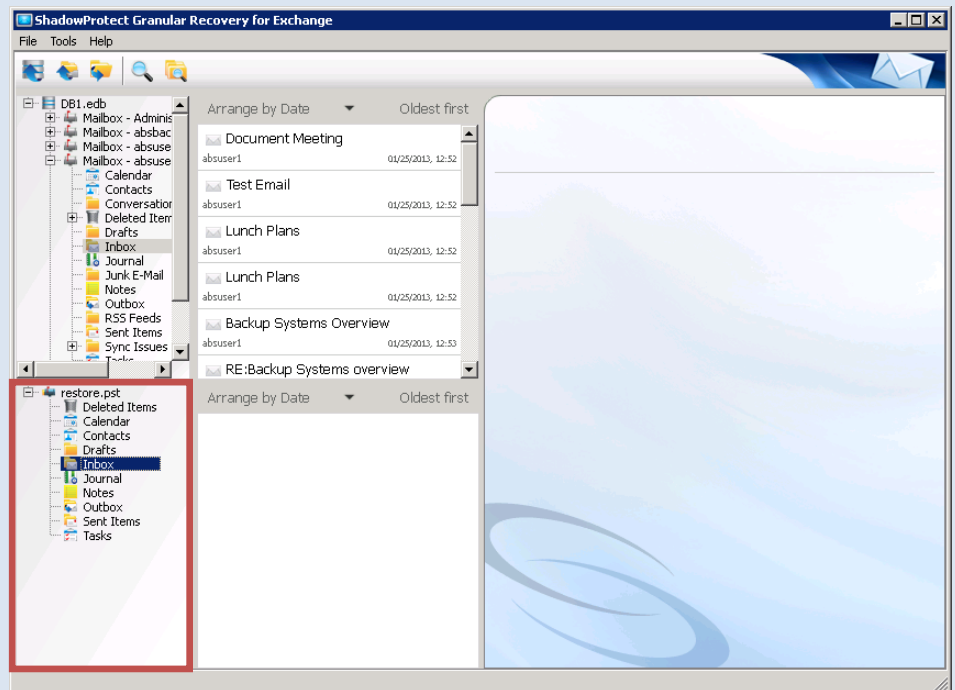 ShadowProtect Granular Recovery for Exchange
File Tools Help
DB1.edb
Mailbox - Adminis
Mailbox - absbac
Mailbox - absuse
Mailbox - absuse
Calendar
Contacts
Conversation
Deleted Item
Drafts
Inbox
Journal
Junk E-Mail
Notes
Outbox
RSS Feeds
Sent Items
Sync Issues
Tasks
Arrange by Date Oldest first
Document Meeting
absuser1 01/25/2013, 12:52
Test Email
absuser1 01/25/2013, 12:52
Lunch Plans
absuser1 01/25/2013, 12:52
Lunch Plans
absuser1 01/25/2013, 12:52
Backup Systems Overview
absuser1 01/25/2013, 12:53
RE:Backup Systems overview
restore.pst
Deleted Items
Calendar
Contacts
Drafts
Inbox
Journal
Notes
Outbox
Sent Items
Tasks
Arrange by Date Oldest first